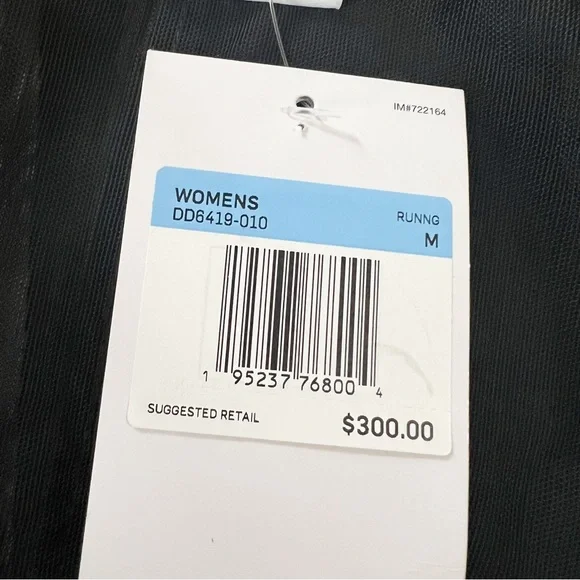 IM#722164
WOMENS
DD6419-010
RUNNG
M
1 95237 76800 4
SUGGESTED RETAIL $300.00